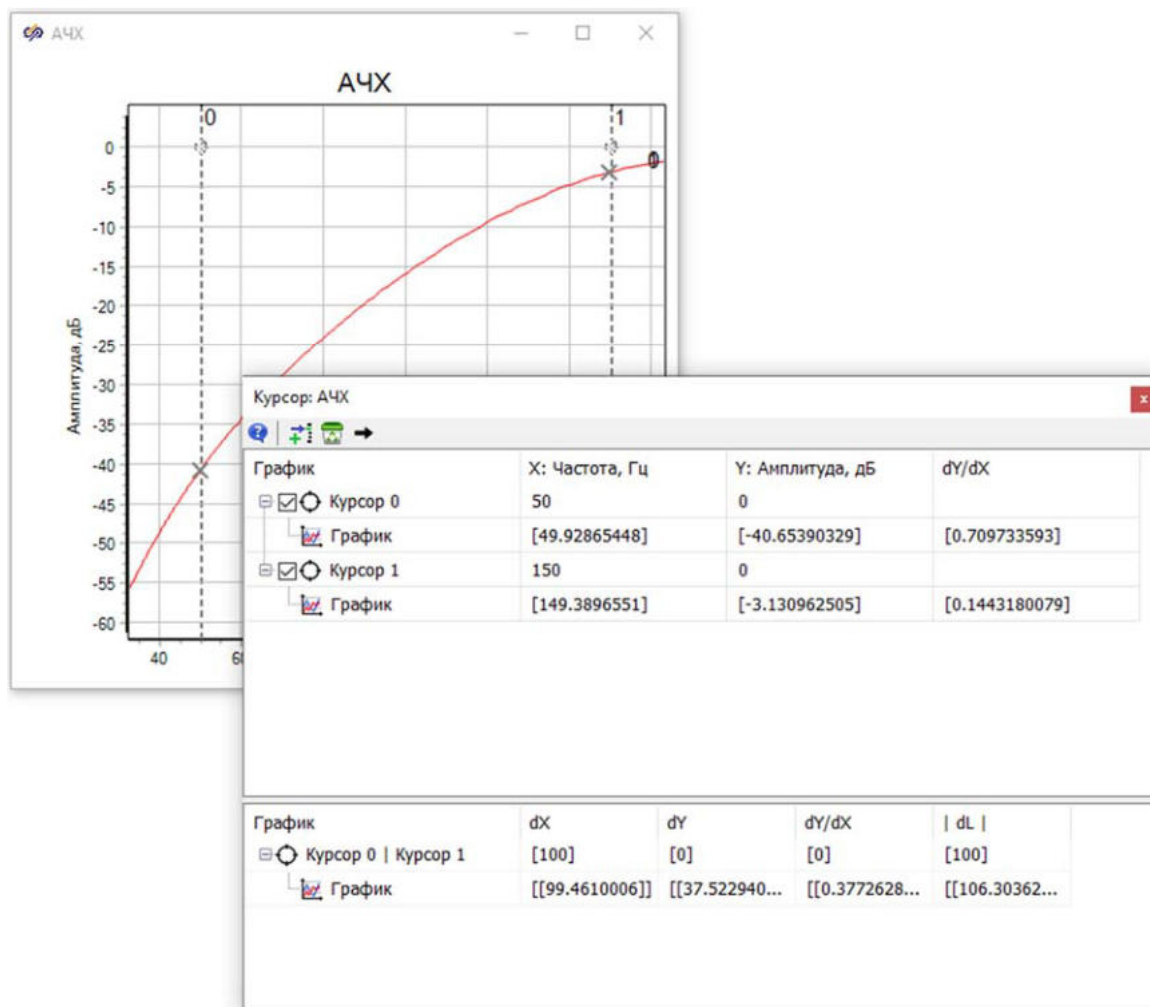 АЧХ
АЧХ
0 1
0
0
-5
-10
-15
-20
-25
-30
-35
-40
-45
-50
-55
-60
Амплитуда, дБ
40
Курсор: АЧХ
График X: Частота, Гц Y: Амплитуда, дБ dY/dX
Курсор 0 50 0
График [49.92865448] [-40.65390329] [0.709733593]
Курсор 1 150 0
График [149.3896551] [-3.130962505] [0.1443180079]
График dX dY dY/dX | dL |
Курсор 0 | Курсор 1 [100] [0] [0] [100]
График [[99.4610006]] [[37.522940... [[0.3772628... [[106.30362...